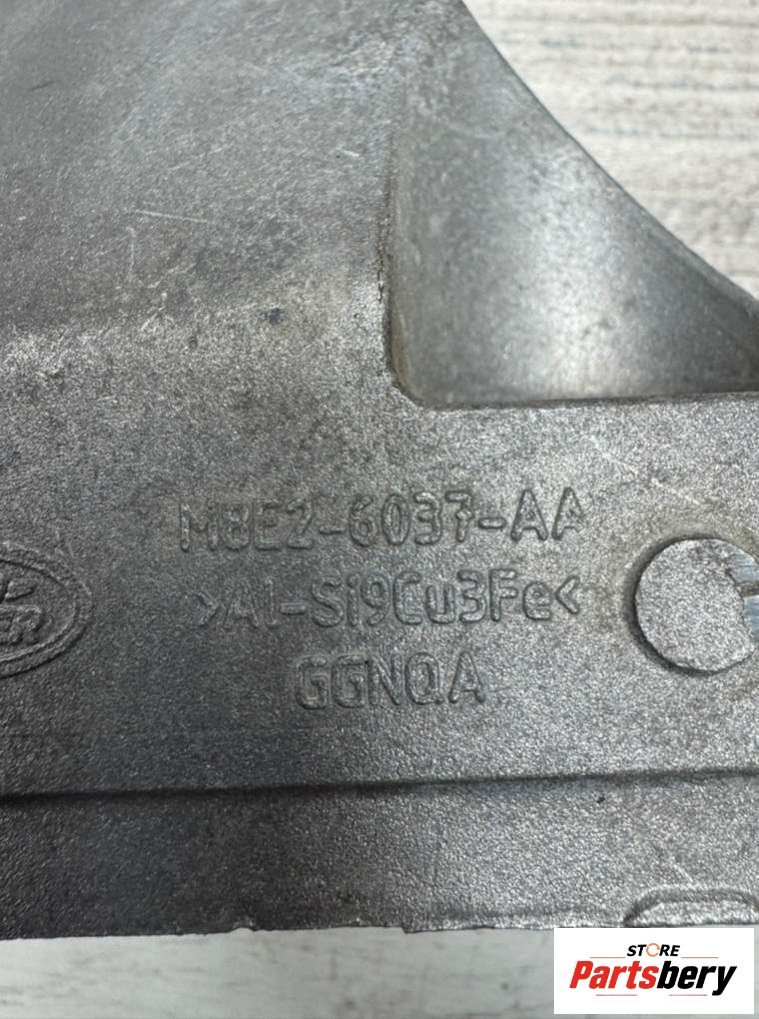 M8E2-6037-AA
>Al-Si9Cu3Fe<
GGNQA
STORE
Partsbery